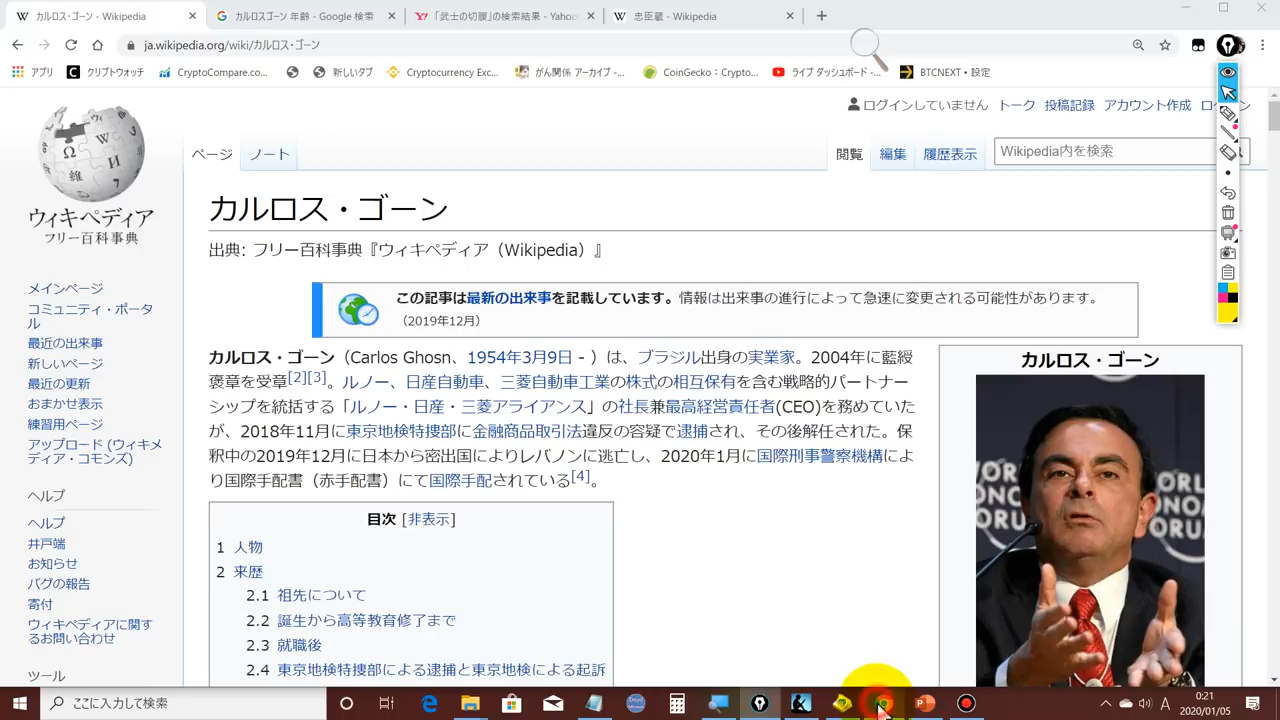 カルロス・ゴーン - Wikipedia
カルロスゴーン 年齢 - Google 検索
「武士の切腹」の検索結果 - Yahoo!
忠臣蔵 - Wikipedia
ja.wikipedia.org/wiki/カルロス・ゴーン
アプリ
クリプトウォッチ
CryptoCompare.co...
新しいタブ
Cryptocurrency Exc...
がん関係 アーカイブ -...
CoinGecko : Crypto...
ライブ ダッシュボード -...
BTCNEXT・設定
ログインしていません トーク 投稿記録 アカウント作成
ページ ノート 閲覧 編集 履歴表示 Wikipedia内を検索
ウィキペディア
フリー百科事典
カルロス・ゴーン
出典: フリー百科事典『ウィキペディア（Wikipedia）』
この記事は最新の出来事を記載しています。情報は出来事の進行によって急速に変更される可能性があります。
（2019年12月）
カルロス・ゴーン（Carlos Ghosn、1954年3月9日 - ）は、ブラジル出身の実業家。2004年に藍綬
褒章を受章[2][3]。ルノー、日産自動車、三菱自動車工業の株式の相互保有を含む戦略的パートナー
シップを統括する「ルノー・日産・三菱アライアンス」の社長兼最高経営責任者(CEO)を務めていた
が、2018年11月に東京地検特捜部に金融商品取引法違反の容疑で逮捕され、その後解任された。保
釈中の2019年12月に日本から密出国によりレバノンに逃亡し、2020年1月に国際刑事警察機構によ
り国際手配書（赤手配書）にて国際手配されている[4]。
目次 [非表示]
1 人物
2 来歴
2.1 祖先について
2.2 誕生から高等教育修了まで
2.3 就職後
2.4 東京地検特捜部による逮捕と東京地検による起訴
カルロス・ゴーン
WORLD
ECONOMIC
FORUM
メインページ
コミュニティ・ポータ
ル
最近の出来事
新しいページ
最近の更新
おまかせ表示
練習用ページ
アップロード (ウィキメ
ディア・コモンズ)
ヘルプ
ヘルプ
井戸端
お知らせ
バグの報告
寄付
ウィキペディアに関す
るお問い合わせ
ツール
ここに入力して検索
A
0:21
2020/01/05